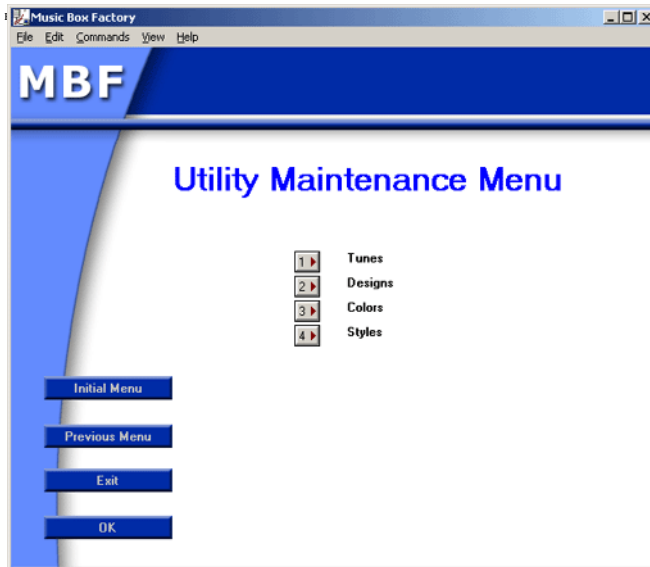 Music Box Factory
File Edit Commands View Help
MBF
Utility Maintenance Menu
1 Tunes
2 Designs
3 Colors
4 Styles
Initial Menu
Previous Menu
Exit
OK